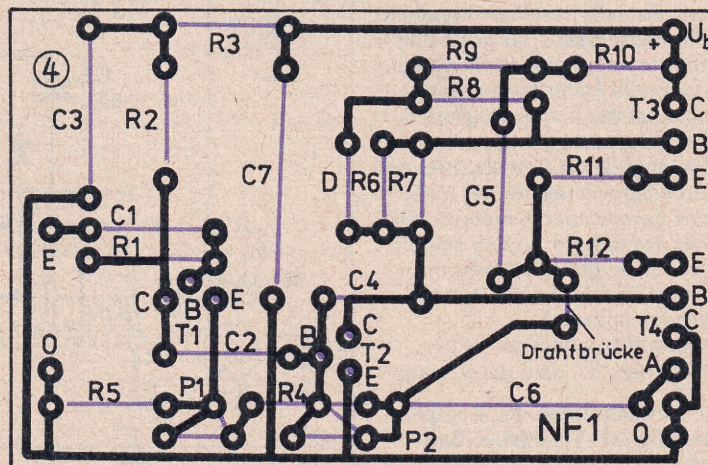 R3
+ Ub
④
R9
R10
R8
T3 C
C3
R2
B
C7
D
R6
R7
C5
R11
E
C1
R1
E
R12
E
B
C4
B
C
E
C
T1
C2
B
C
T2
E
T4
C
Drahtbrücke
A
O
R5
P1
R4
C6
P2
NF1
O